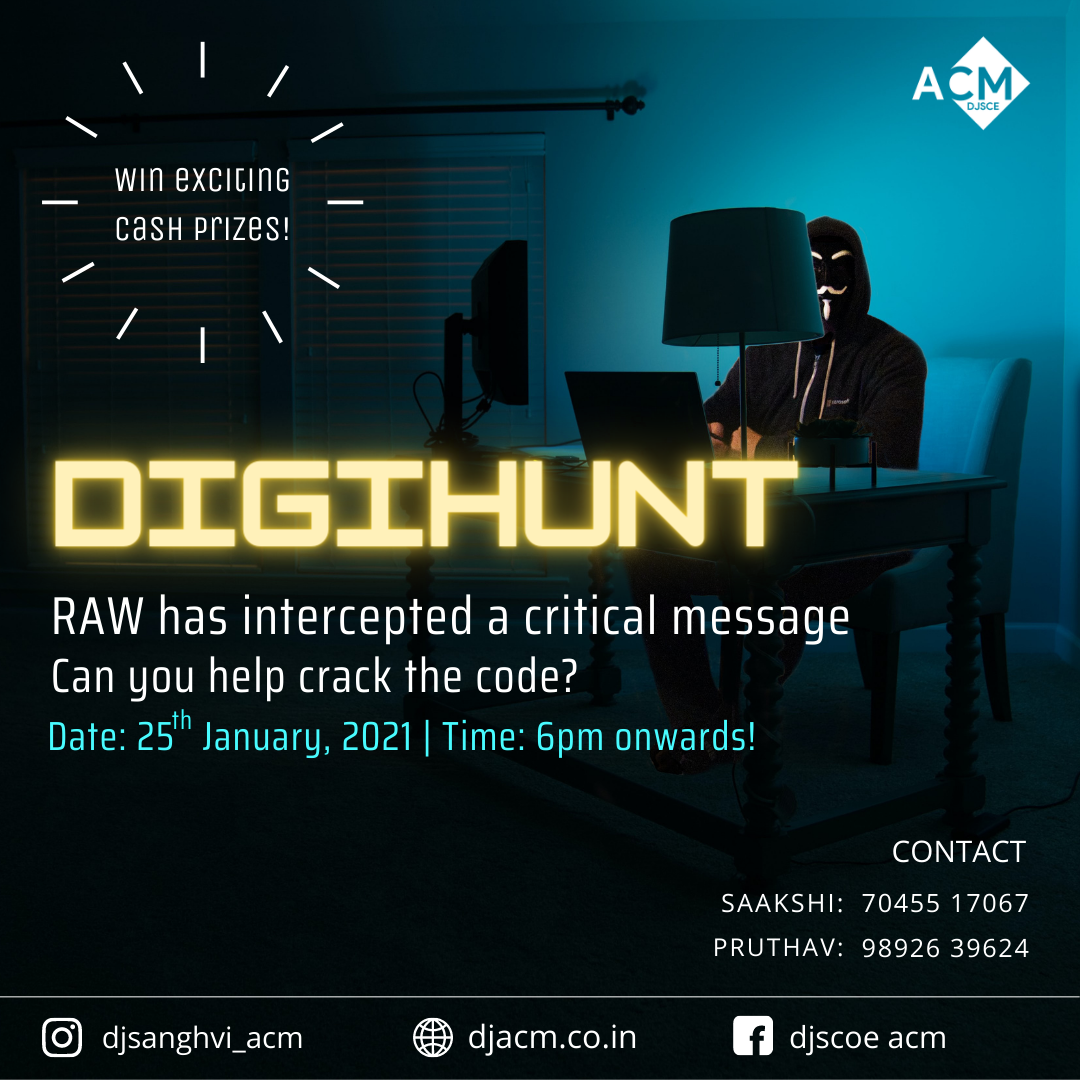 ACM
DJSCE
WIN EXCITING
CASH PRIZES!
DIGIHUNT
RAW has intercepted a critical message
Can you help crack the code?
Date: 25th January, 2021 | Time: 6pm onwards!
CONTACT
SAAKSHI: 70455 17067
PRUTHAV: 98926 39624
djsanghvi_acm
djacm.co.in
djscoe acm